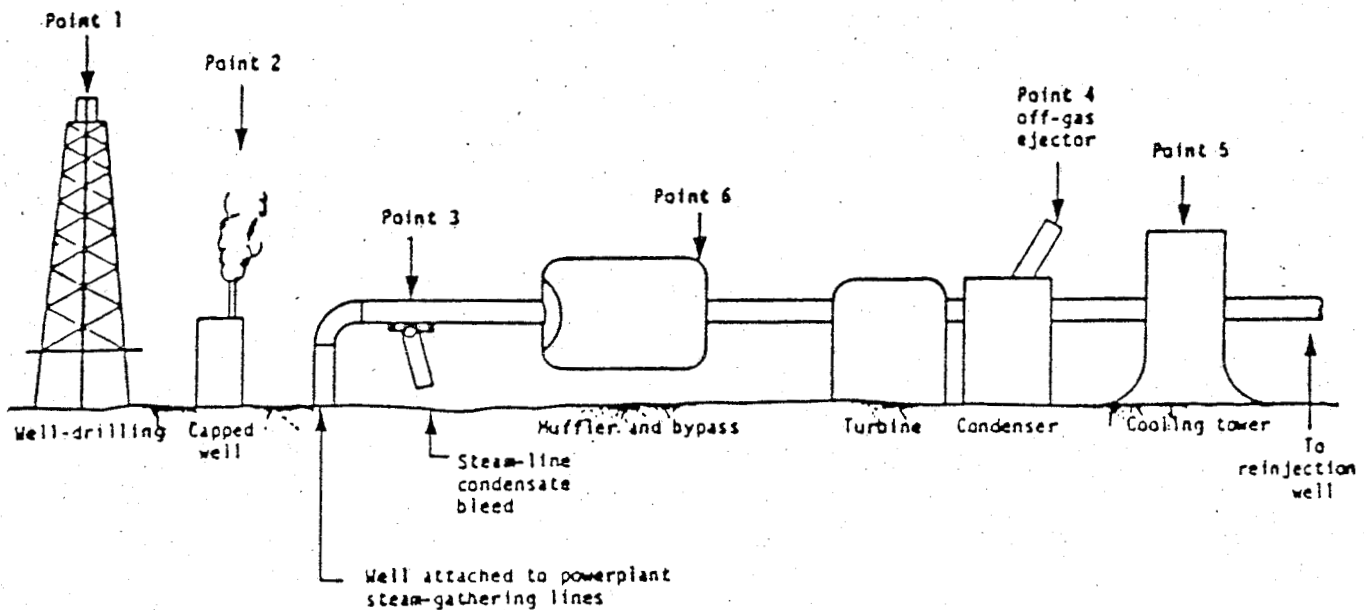 Point 1
Point 2
Point 3
Point 6
Point 4
off-gas
ejector
Point 5
Well-drilling
Capped
well
Muffler and bypass
Turbine
Condenser
Cooling tower
To
reinjection
well
Steam-line
condensate
bleed
Well attached to powerplant
steam-gathering lines